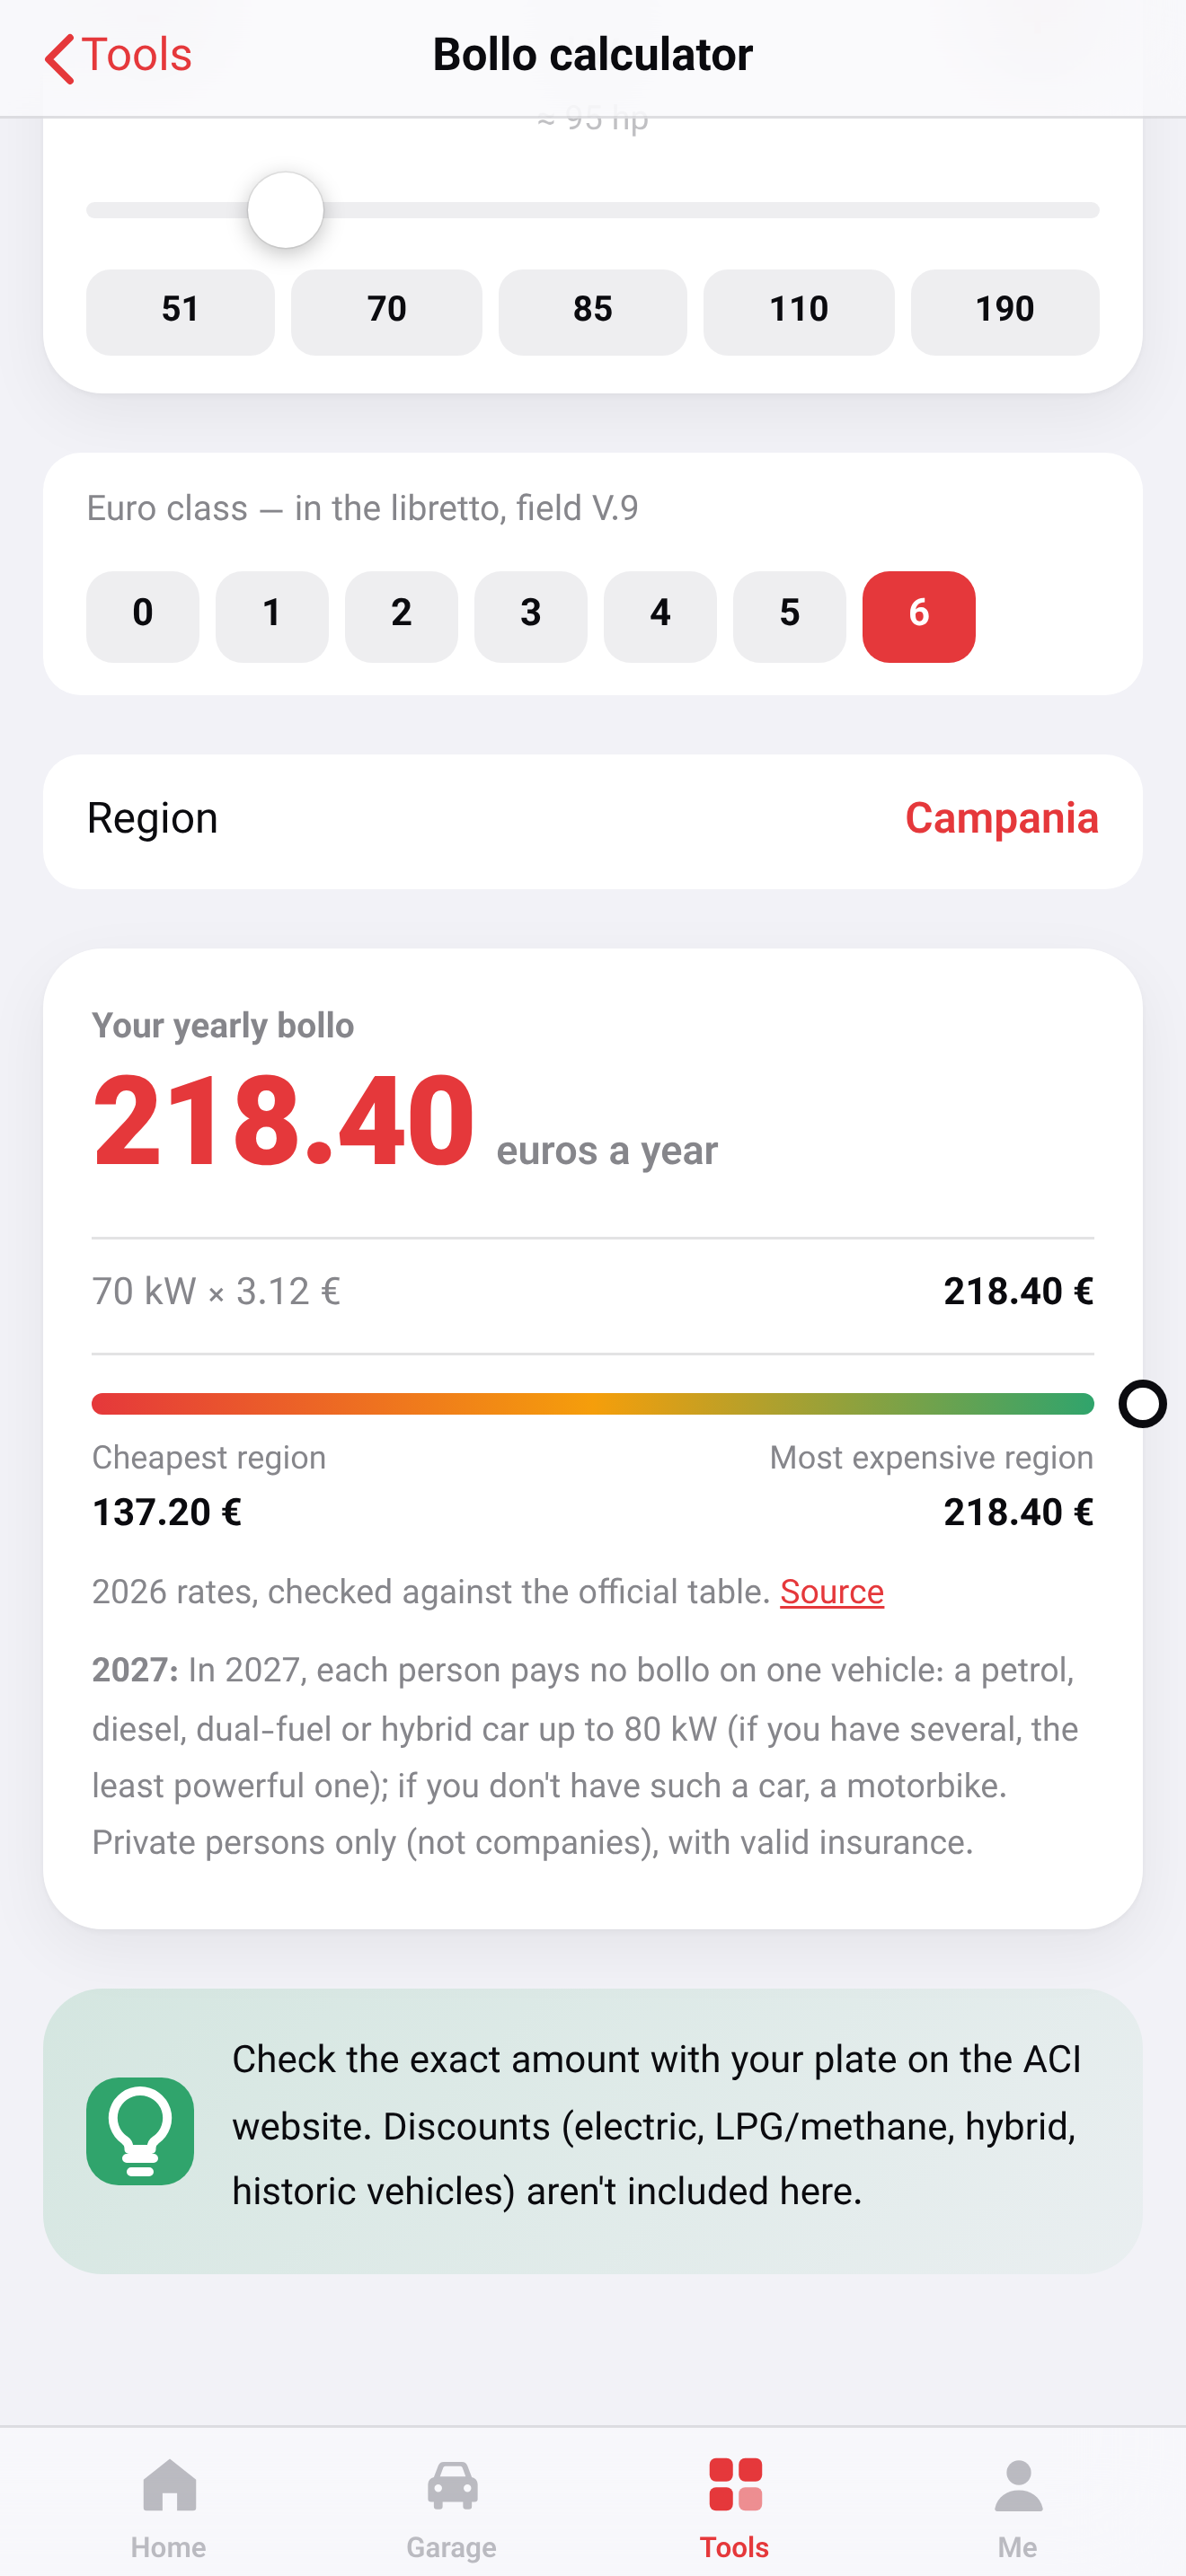 Tools
Bollo calculator
≈ 95 hp
51 70 85 110 190
Euro class — in the libretto, field V.9
0 1 2 3 4 5 6
Region
Campania
Your yearly bollo
218.40 euros a year
70 kW × 3.12 €
218.40 €
Cheapest region
Most expensive region
137.20 €
218.40 €
2026 rates, checked against the official table. Source
2027: In 2027, each person pays no bollo on one vehicle: a petrol,
diesel, dual-fuel or hybrid car up to 80 kW (if you have several, the
least powerful one); if you don't have such a car, a motorbike.
Private persons only (not companies), with valid insurance.
Check the exact amount with your plate on the ACI
website. Discounts (electric, LPG/methane, hybrid,
historic vehicles) aren't included here.
Home
Garage
Tools
Me